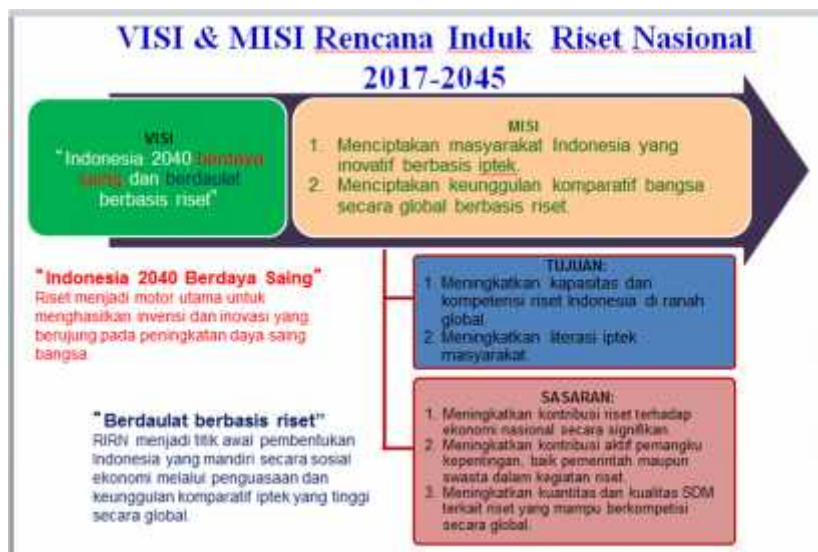 VISI & MISI Rencana Induk Riset Nasional
2017-2045
VISI
"Indonesia 2040 berdaya
saing dan berdaulat
berbasis riset"
MISI
1. Menciptakan masyarakat Indonesia yang
inovatif berbasis iptek.
2. Menciptakan keunggulan komparatif bangsa
secara global berbasis riset.
"Indonesia 2040 Berdaya Saing"
Riset menjadi motor utama untuk
menghasilkan invensi dan inovasi yang
berujung pada peningkatan daya saing
bangsa.
"Berdaulat berbasis riset"
RIRN menjadi titik awal pembentukan
Indonesia yang mandiri secara sosial
ekonomi melalui penguasaan dan
keunggulan komparatif iptek yang tinggi
secara global.
TUJUAN:
1. Meningkatkan kapasitas dan
kompetensi riset Indonesia di ranah
global.
2. Meningkatkan literasi iptek
masyarakat.
SASARAN:
1. Meningkatkan kontribusi riset terhadap
ekonomi nasional secara signifikan.
2. Meningkatkan kontribusi aktif pemangku
kepentingan, baik pemerintah maupun
swasta dalam kegiatan riset.
3. Meningkatkan kuantitas dan kualitas SDM
terkait riset yang mampu berkompetisi
secara global.